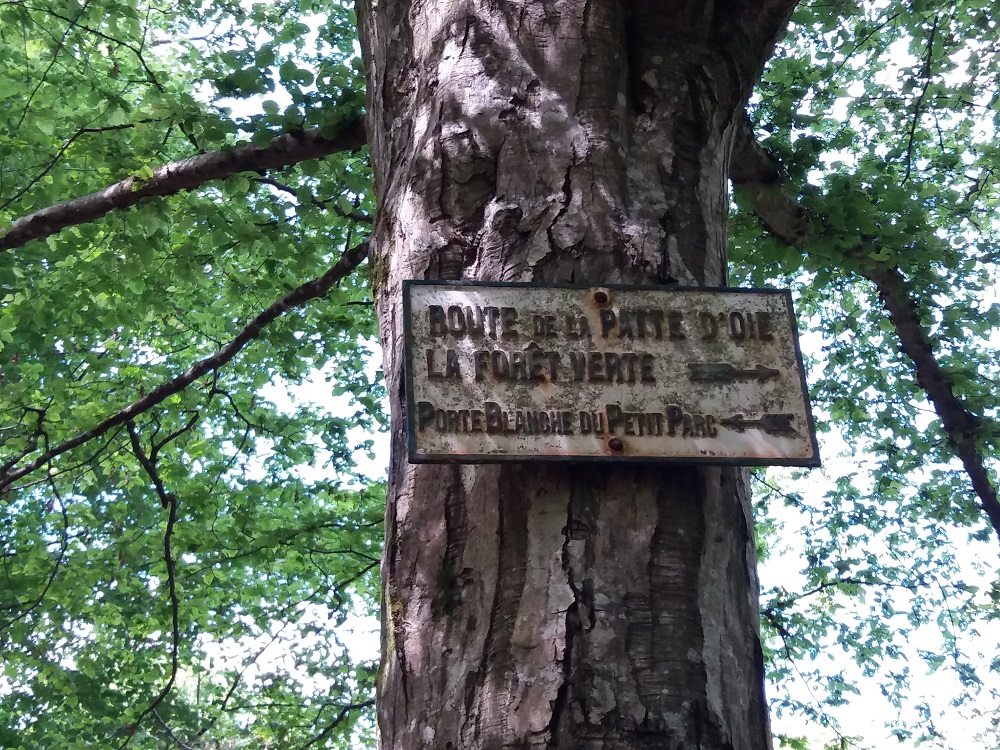 ROUTE DE LA PATTE D'OIE
LA FORÊT VERTE
PORTE BLANCHE DU PETIT PARC